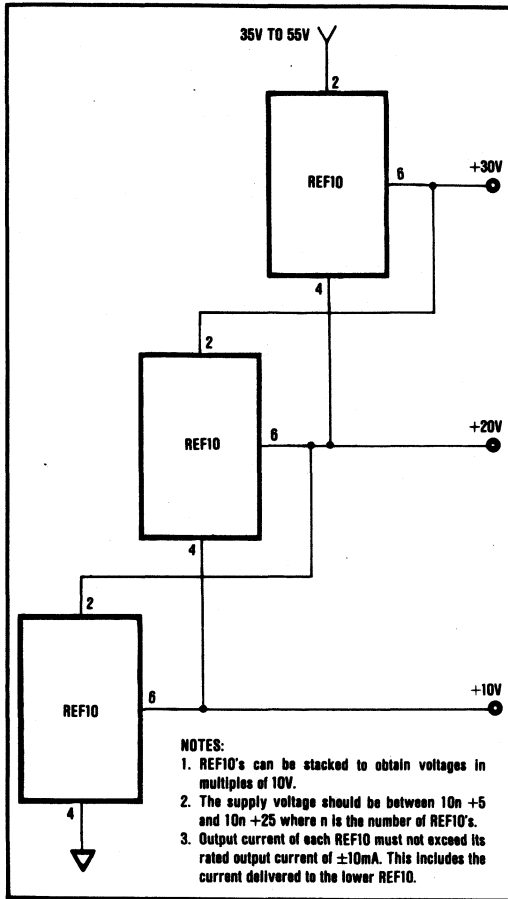 35V TO 55V
2
REF10
6
+30V
4
2
REF10
6
+20V
4
2
REF10
6
+10V
4
NOTES:
1. REF10's can be stacked to obtain voltages in
multiples of 10V.
2. The supply voltage should be between 10n +5
and 10n +25 where n is the number of REF10's.
3. Output current of each REF10 must not exceed its
rated output current of ±10mA. This includes the
current delivered to the lower REF10.